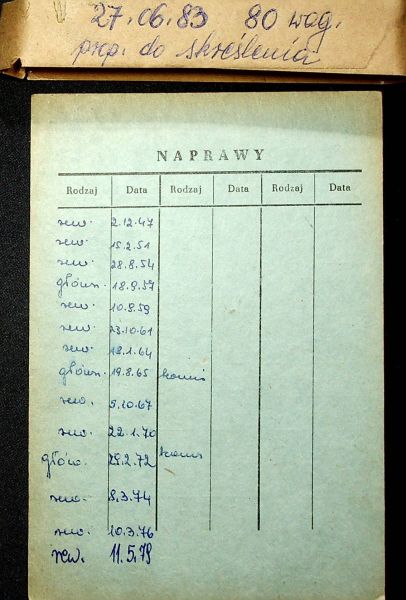 27.06.83 80 wag.
prop. do skreślenia
NAPRAWY
Rodzaj Data Rodzaj Data Rodzaj Data
rew. 2.12.47
rew. 15.2.51
rew. 28.8.54
główn. 18.9.57
rew. 10.8.59
rew. 23.10.61
rew. 18.1.64
główn. 19.8.65
rew. 5.10.67
rew. 22.1.70
główn. 29.2.72
rew. 8.3.74
rew. 10.3.76
rew. 11.5.79